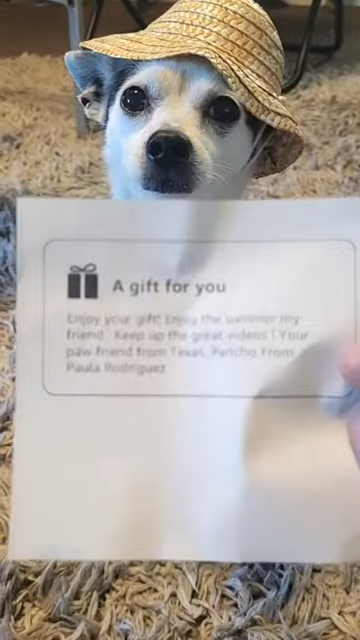 A gift for you
Enjoy your gift! Enjoy the summer my
friend . Keep up the great videos ! Your
paw friend from Texas, Pancho From
Paula Rodriguez